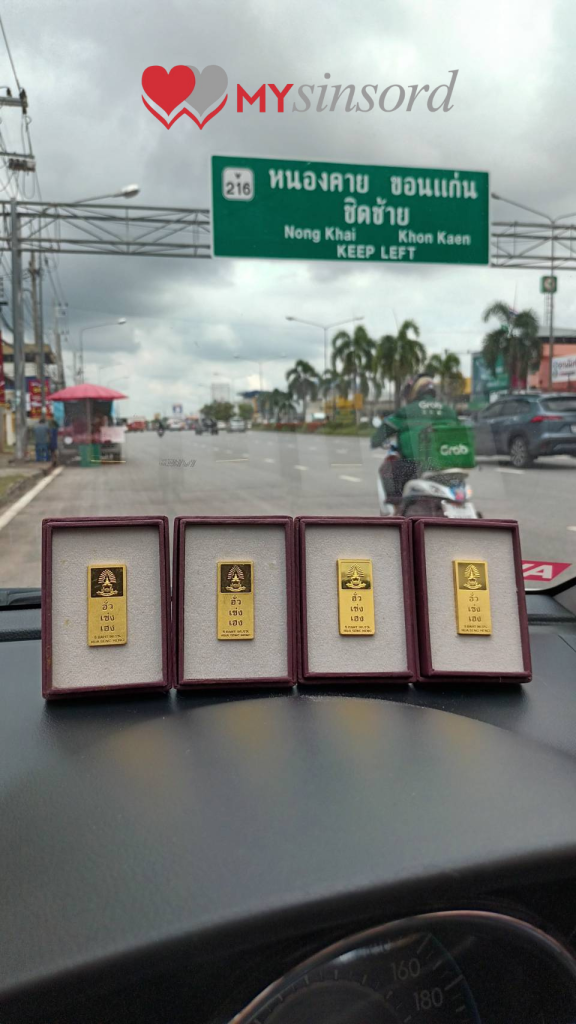 MYsinsord
216
หนองคาย ขอนแก่น
ชิดซ้าย
Nong Khai Khon Kaen
KEEP LEFT
Grab
Grab
ฮั่ว
เซ่ง
เฮง
ฮั่ว
เซ่ง
เฮง
ฮั่ว
เซ่ง
เฮง
ฮั่ว
เซ่ง
เฮง
160
180